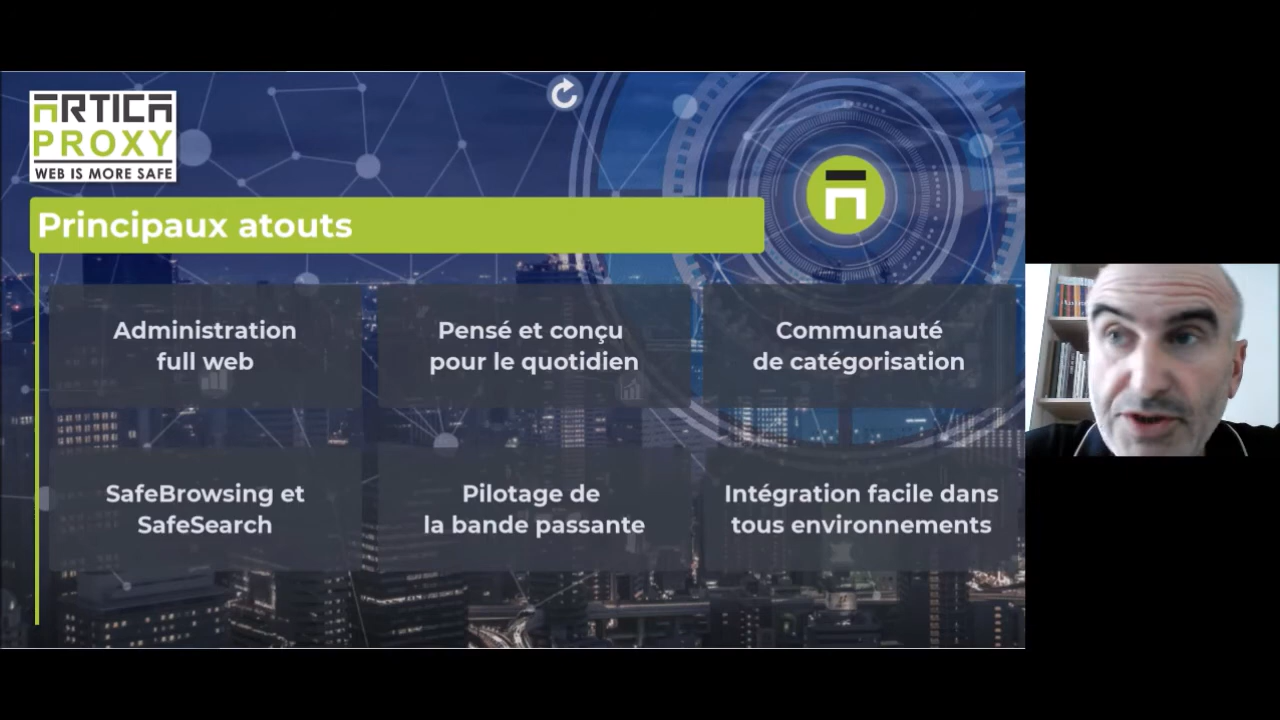 ARTICA
PROXY
WEB IS MORE SAFE
Principaux atouts
Administration
full web
Pensé et conçu
pour le quotidien
Communauté
de catégorisation
SafeBrowsing et
SafeSearch
Pilotage de
la bande passante
Intégration facile dans
tous environnements